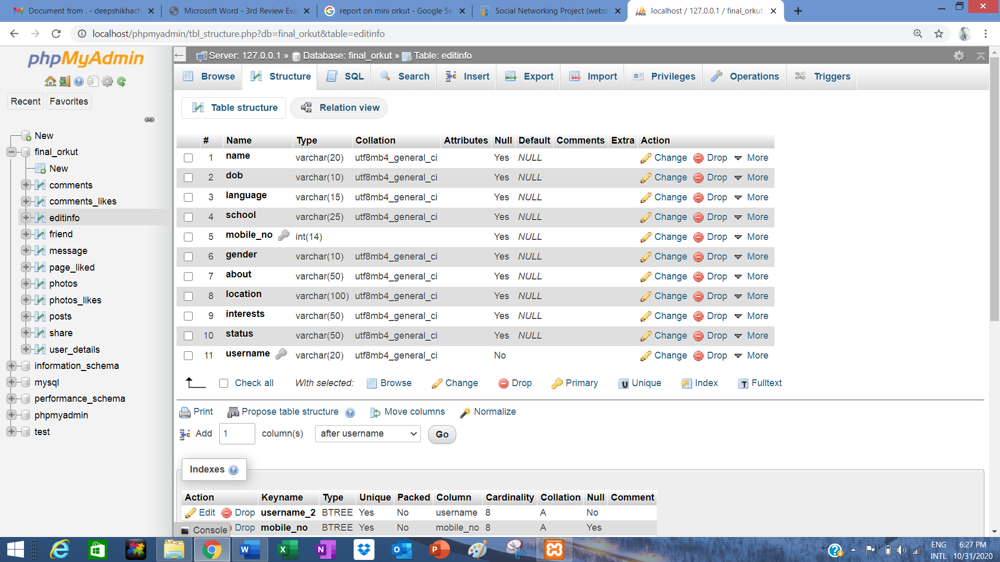 Document from . - deepshikhach
Microsoft Word - 3rd Review Eva
report on mini orkut - Google Se
Social Networking Project (websi
localhost / 127.0.0.1 / final_orkut
localhost/phpmyadmin/tbl_structure.php?db=final_orkut&table=editinfo
phpMyAdmin
Recent Favorites
New
final_orkut
New
comments
comments_likes
editinfo
friend
message
page_liked
photos
photos_likes
posts
share
user_details
information_schema
mysql
performance_schema
phpmyadmin
test
Server: 127.0.0.1 » Database: final_orkut » Table: editinfo
Browse Structure SQL Search Insert Export Import Privileges Operations Triggers
Table structure Relation view
# Name Type Collation Attributes Null Default Comments Extra Action
1 name varchar(20) utf8mb4_general_ci Yes NULL Change Drop More
2 dob varchar(10) utf8mb4_general_ci Yes NULL Change Drop More
3 language varchar(15) utf8mb4_general_ci Yes NULL Change Drop More
4 school varchar(25) utf8mb4_general_ci Yes NULL Change Drop More
5 mobile_no int(14) Yes NULL Change Drop More
6 gender varchar(10) utf8mb4_general_ci Yes NULL Change Drop More
7 about varchar(50) utf8mb4_general_ci Yes NULL Change Drop More
8 location varchar(100) utf8mb4_general_ci Yes NULL Change Drop More
9 interests varchar(50) utf8mb4_general_ci Yes NULL Change Drop More
10 status varchar(50) utf8mb4_general_ci Yes NULL Change Drop More
11 username varchar(20) utf8mb4_general_ci No Change Drop More
Check all With selected: Browse Change Drop Primary Unique Index Fulltext
Print Propose table structure Move columns Normalize
Add 1 column(s) after username Go
Indexes
Action Keyname Type Unique Packed Column Cardinality Collation Null Comment
Edit Drop username_2 BTREE Yes No username 8 A No
Drop mobile_no BTREE Yes No mobile_no 8 A Yes
Console
ENG 6:27 PM
INTL 10/31/2020